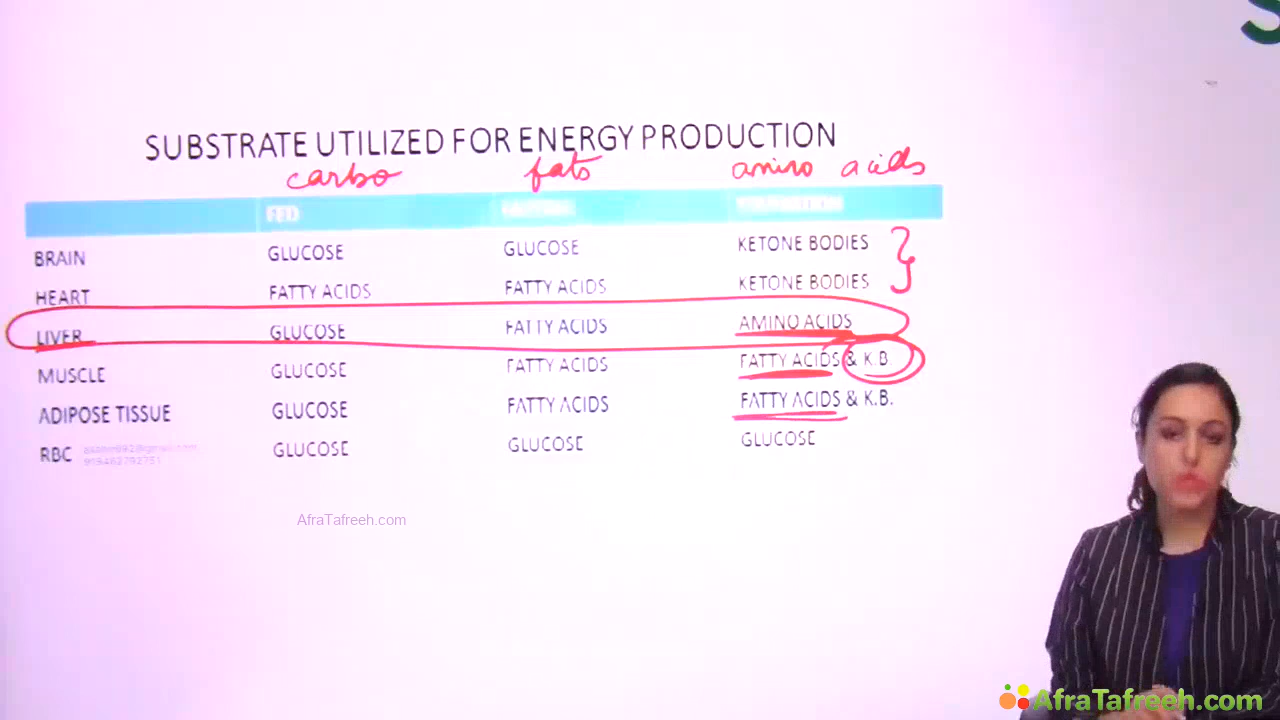 SUBSTRATE UTILIZED FOR ENERGY PRODUCTION
carbo fats amino acids
FED
BRAIN GLUCOSE GLUCOSE KETONE BODIES
HEART FATTY ACIDS FATTY ACIDS KETONE BODIES
LIVER GLUCOSE FATTY ACIDS AMINO ACIDS
MUSCLE GLUCOSE FATTY ACIDS FATTY ACIDS & K.B.
ADIPOSE TISSUE GLUCOSE FATTY ACIDS FATTY ACIDS & K.B.
RBC GLUCOSE GLUCOSE GLUCOSE
AfraTafreeh.com
AfraTafreeh.com